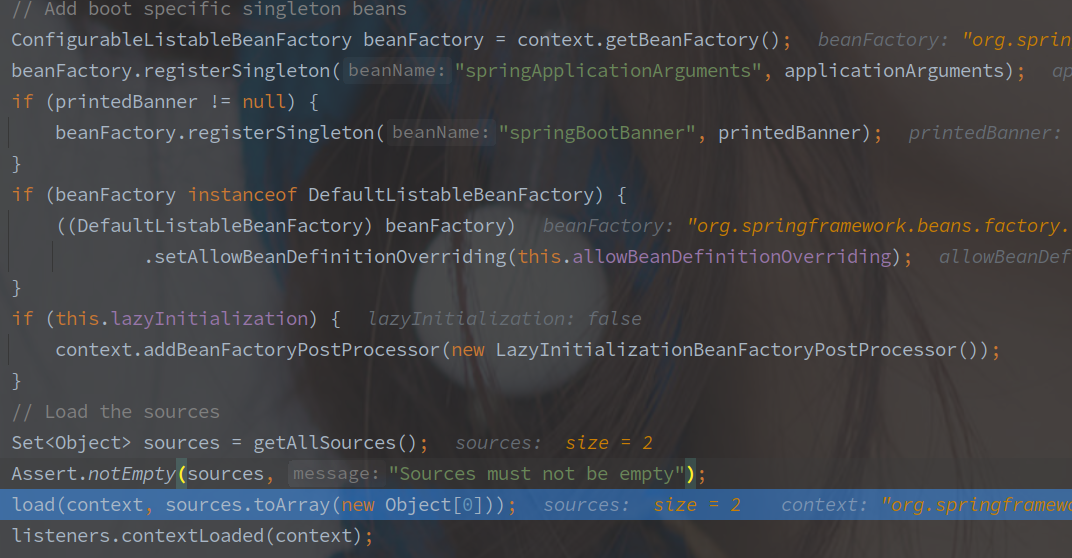 // Add boot specific singleton beans
ConfigurableListableBeanFactory beanFactory = context.getBeanFactory(); beanFactory: "org.sprin
beanFactory.registerSingleton( beanName: "springApplicationArguments", applicationArguments); ap
if (printedBanner != null) {
beanFactory.registerSingleton( beanName: "springBootBanner", printedBanner); printedBanner:
}
if (beanFactory instanceof DefaultListableBeanFactory) {
((DefaultListableBeanFactory) beanFactory) beanFactory: "org.springframework.beans.factory.
.setAllowBeanDefinitionOverriding(this.allowBeanDefinitionOverriding); allowBeanDef
}
if (this.lazyInitialization) { lazyInitialization: false
context.addBeanFactoryPostProcessor(new LazyInitializationBeanFactoryPostProcessor());
}
// Load the sources
Set<Object> sources = getAllSources(); sources: size = 2
Assert.notEmpty(sources, message: "Sources must not be empty");
load(context, sources.toArray(new Object[0])); sources: size = 2 context: "org.springframewo
listeners.contextLoaded(context);